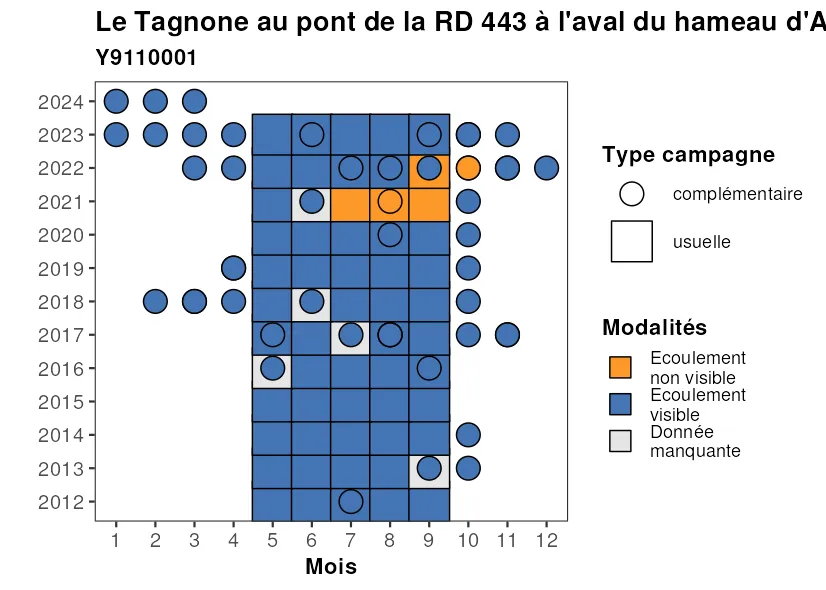 Le Tagnone au pont de la RD 443 à l'aval du hameau d'A
Y9110001
2024
2023
2022
2021
2020
2019
2018
2017
2016
2015
2014
2013
2012
1 2 3 4 5 6 7 8 9 10 11 12
Mois
Type campagne
complémentaire
usuelle
Modalités
Ecoulement
non visible
Ecoulement
visible
Donnée
manquante